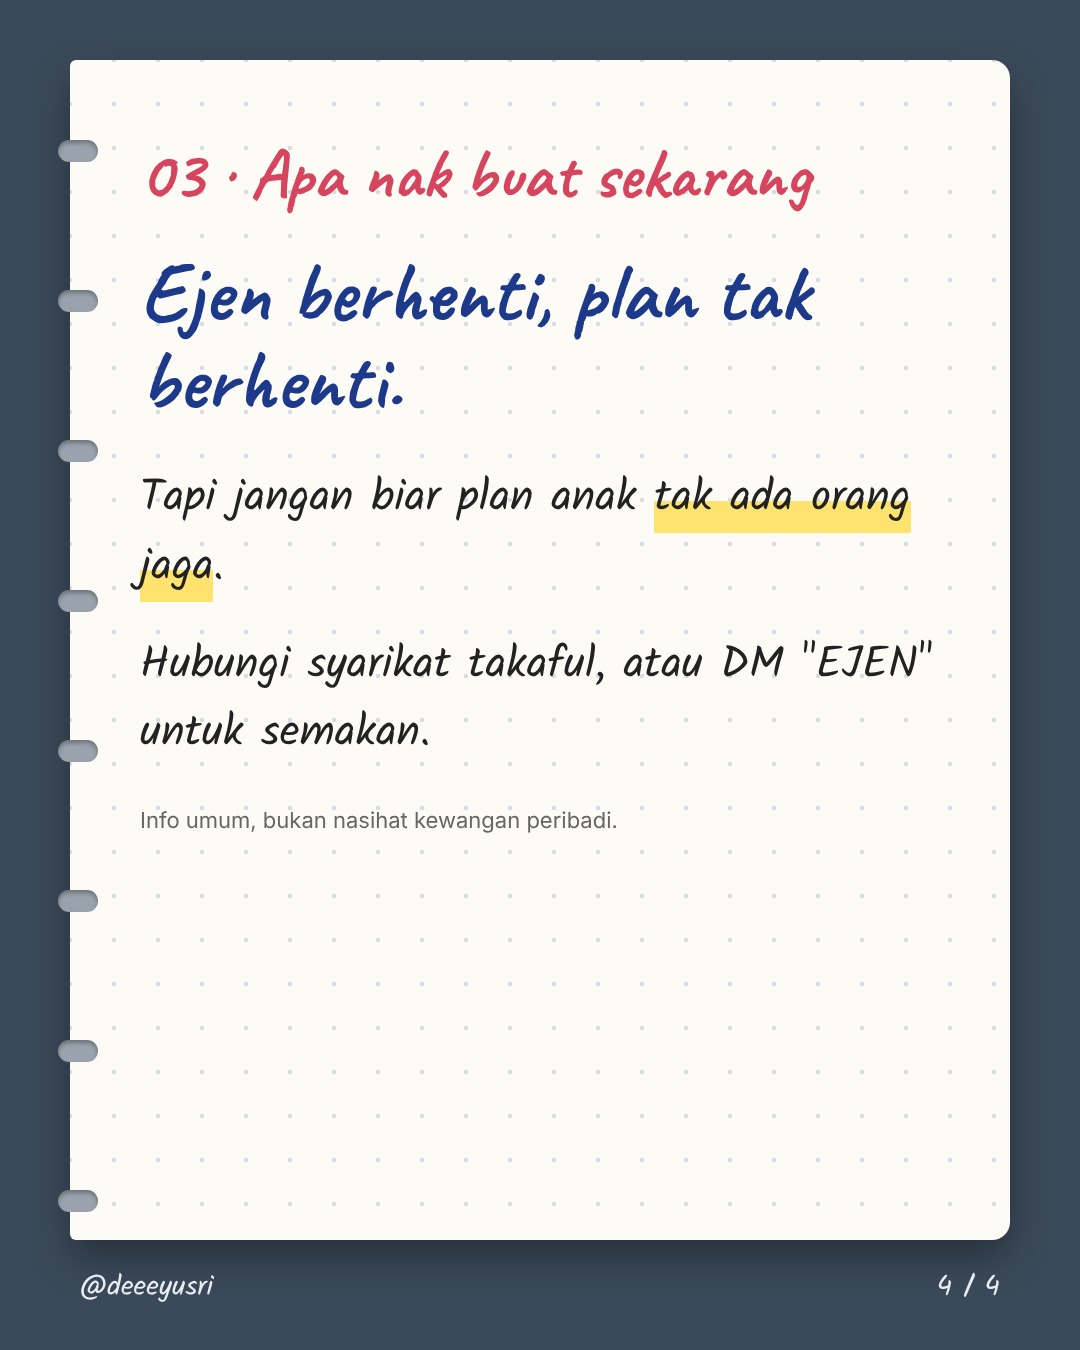 03 · Apa nak buat sekarang
Ejen berhenti, plan tak
berhenti.
Tapi jangan biar plan anak tak ada orang
jaga.
Hubungi syarikat takaful, atau DM "EJEN"
untuk semakan.
Info umum, bukan nasihat kewangan peribadi.
@deeeyusri
4 / 4